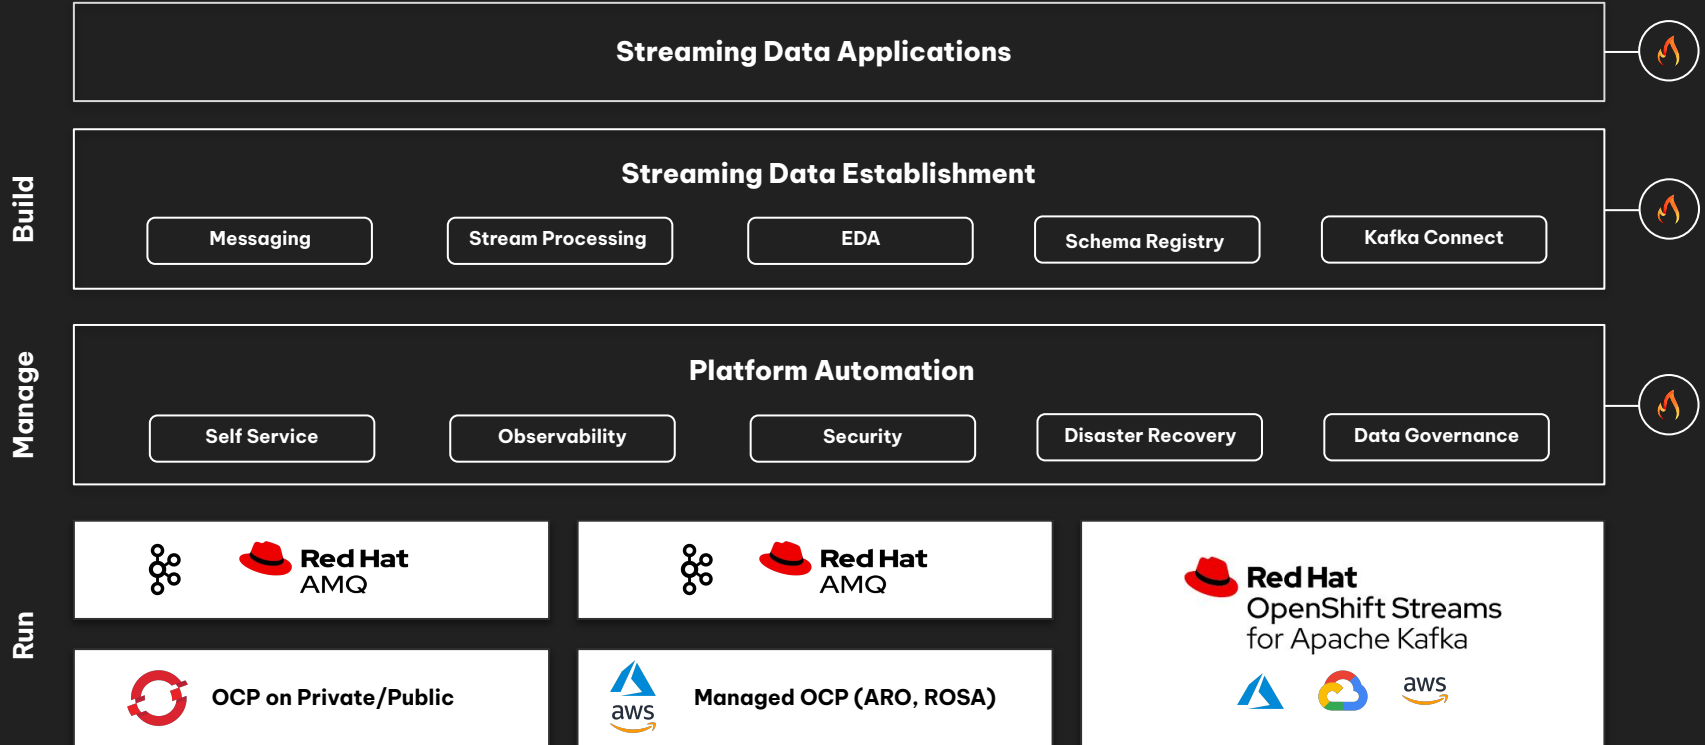 Streaming Data Applications
Build
Streaming Data Establishment
Messaging
Stream Processing
EDA
Schema Registry
Kafka Connect
Manage
Platform Automation
Self Service
Observability
Security
Disaster Recovery
Data Governance
Run
Red Hat
AMQ
Red Hat
AMQ
Red Hat
OpenShift Streams
for Apache Kafka
OCP on Private/Public
aws
Managed OCP (ARO, ROSA)
aws